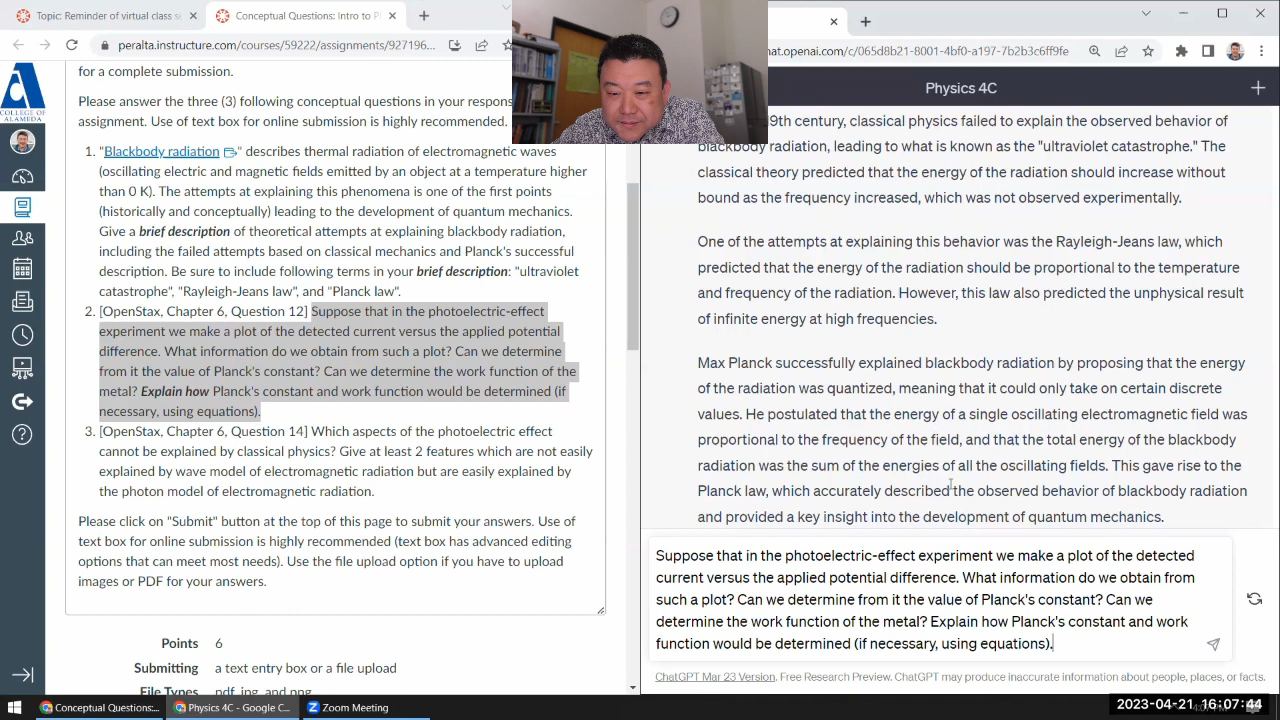 Topic: Reminder of virtual class s
Conceptual Questions: Intro to P
peralta.instructure.com/courses/59222/assignments/927196...
COLLEGE OF
ALAMEDA
for a complete submission.
Please answer the three (3) following conceptual questions in your respon
assignment. Use of text box for online submission is highly recommended.
1. "Blackbody radiation " describes thermal radiation of electromagnetic waves
(oscillating electric and magnetic fields emitted by an object at a temperature higher
than 0 K). The attempts at explaining this phenomena is one of the first points
(historically and conceptually) leading to the development of quantum mechanics.
Give a brief description of theoretical attempts at explaining blackbody radiation,
including the failed attempts based on classical mechanics and Planck's successful
description. Be sure to include following terms in your brief description: "ultraviolet
catastrophe", "Rayleigh-Jeans law", and "Planck law".
2. [OpenStax, Chapter 6, Question 12] Suppose that in the photoelectric-effect
experiment we make a plot of the detected current versus the applied potential
difference. What information do we obtain from such a plot? Can we determine
from it the value of Planck's constant? Can we determine the work function of the
metal? Explain how Planck's constant and work function would be determined (if
necessary, using equations).
3. [OpenStax, Chapter 6, Question 14] Which aspects of the photoelectric effect
cannot be explained by classical physics? Give at least 2 features which are not easily
explained by wave model of electromagnetic radiation but are easily explained by
the photon model of electromagnetic radiation.
Please click on "Submit" button at the top of this page to submit your answers. Use of
text box for online submission is highly recommended (text box has advanced editing
options that can meet most needs). Use the file upload option if you have to upload
images or PDF for your answers.
Points 6
Submitting a text entry box or a file upload
File Types pdf, jpg, and png
hat.openai.com/c/065d8b21-8001-4bf0-a197-7b2b3c6ff9fe
Physics 4C
9th century, classical physics failed to explain the observed behavior of
blackbody radiation, leading to what is known as the "ultraviolet catastrophe." The
classical theory predicted that the energy of the radiation should increase without
bound as the frequency increased, which was not observed experimentally.
One of the attempts at explaining this behavior was the Rayleigh-Jeans law, which
predicted that the energy of the radiation should be proportional to the temperature
and frequency of the radiation. However, this law also predicted the unphysical result
of infinite energy at high frequencies.
Max Planck successfully explained blackbody radiation by proposing that the energy
of the radiation was quantized, meaning that it could only take on certain discrete
values. He postulated that the energy of a single oscillating electromagnetic field was
proportional to the frequency of the field, and that the total energy of the blackbody
radiation was the sum of the energies of all the oscillating fields. This gave rise to the
Planck law, which accurately described the observed behavior of blackbody radiation
and provided a key insight into the development of quantum mechanics.
Suppose that in the photoelectric-effect experiment we make a plot of the detected
current versus the applied potential difference. What information do we obtain from
such a plot? Can we determine from it the value of Planck's constant? Can we
determine the work function of the metal? Explain how Planck's constant and work
function would be determined (if necessary, using equations).
ChatGPT Mar 23 Version. Free Research Preview. ChatGPT may produce inaccurate information about people, places, or facts.
Conceptual Questions:...
Physics 4C - Google C...
Zoom Meeting
2023-04-21 16:07:44